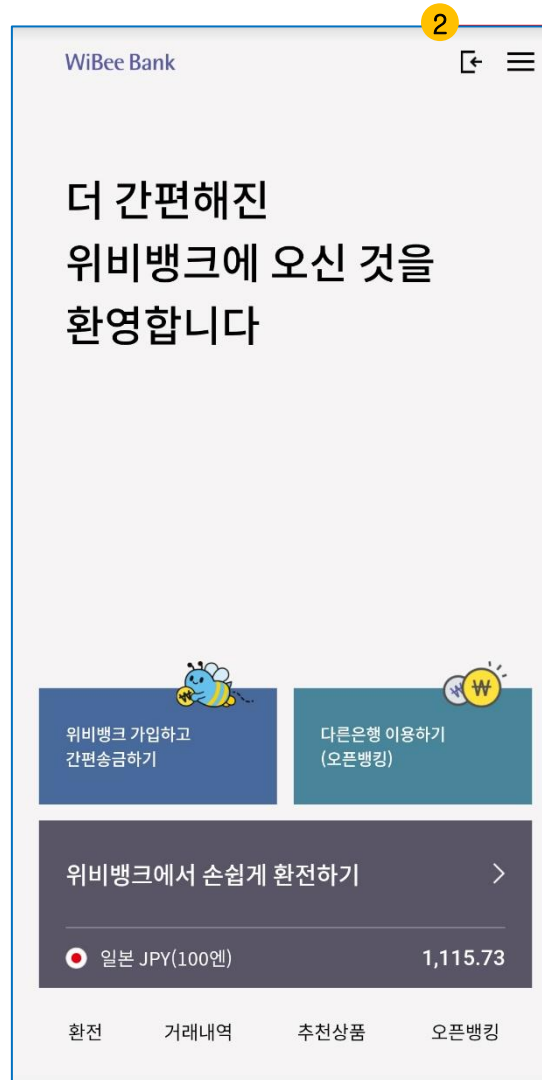 2
WiBee Bank
더 간편해진
위비뱅크에 오신 것을
환영합니다
₩
₩ ₩
위비뱅크 가입하고
간편송금하기
다른은행 이용하기
(오픈뱅킹)
위비뱅크에서 손쉽게 환전하기
일본 JPY(100엔) 1,115.73
환전 거래내역 추천상품 오픈뱅킹